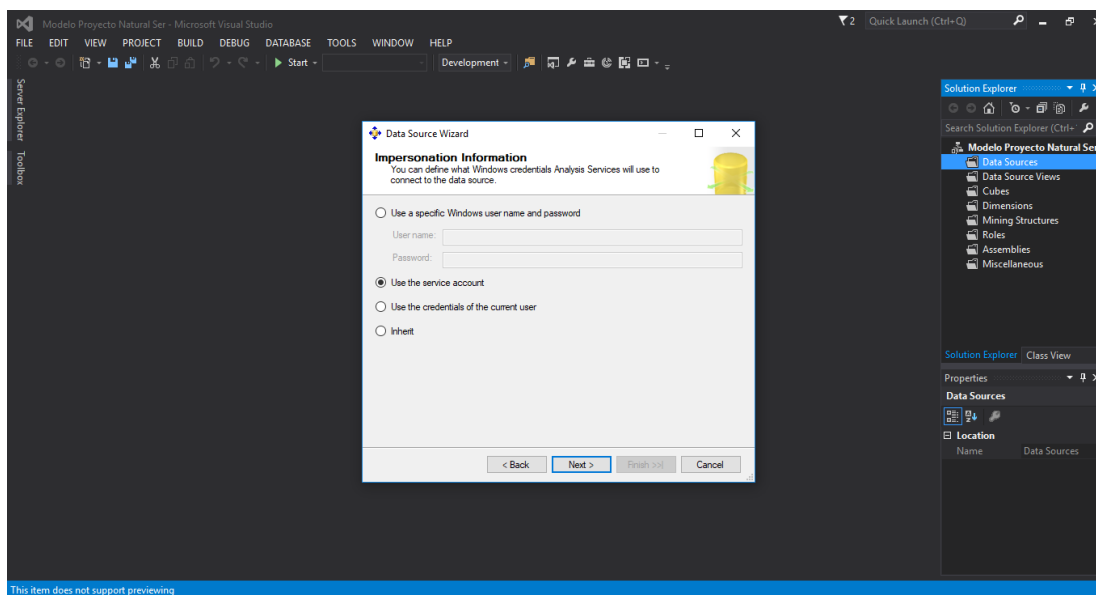 Modelo Proyecto Natural Ser - Microsoft Visual Studio
2 Quick Launch (Ctrl+Q)
FILE EDIT VIEW PROJECT BUILD DEBUG DATABASE TOOLS WINDOW HELP
Start Development
Server Explorer
Toolbox
Data Source Wizard
Impersonation Information
You can define what Windows credentials Analysis Services will use to
connect to the data source.
Use a specific Windows user name and password
User name:
Password:
Use the service account
Use the credentials of the current user
Inherit
< Back Next > Finish >>| Cancel
Solution Explorer
Search Solution Explorer (Ctrl+
Modelo Proyecto Natural Ser
Data Sources
Data Source Views
Cubes
Dimensions
Mining Structures
Roles
Assemblies
Miscellaneous
Solution Explorer Class View
Properties
Data Sources
Location
Name Data Sources
This item does not support previewing